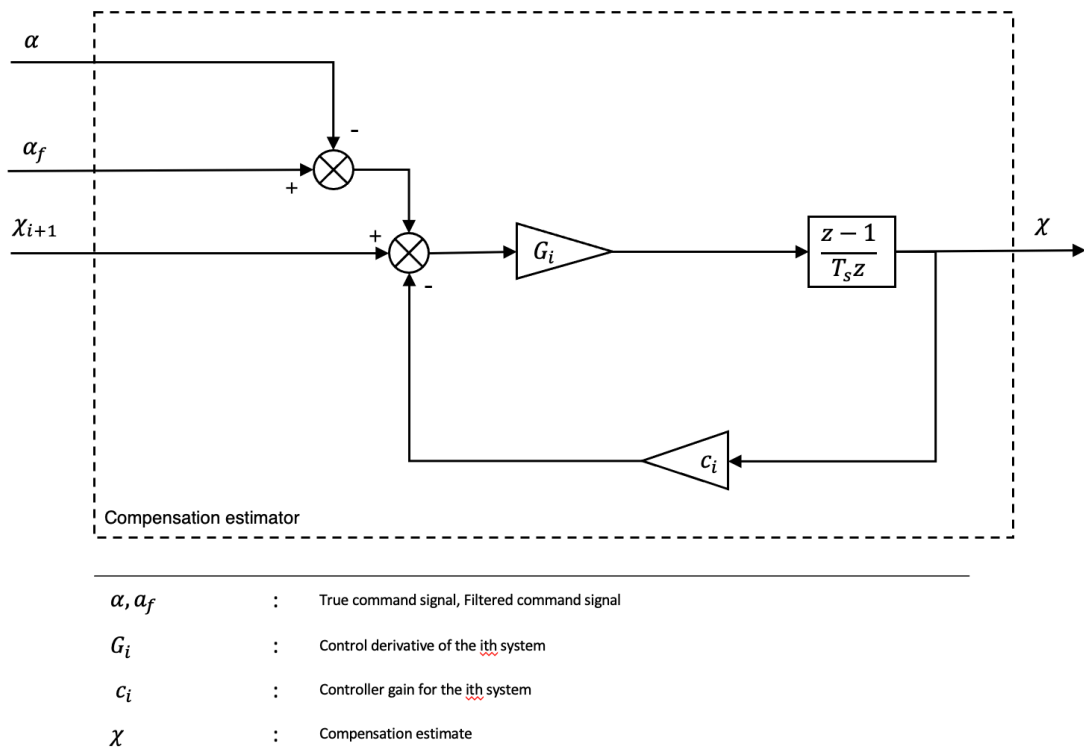 α
-
α_f
+
χ_{i+1}
+
G_i
z − 1
T_s z
χ
-
c_i
Compensation estimator
α, a_f : True command signal, Filtered command signal
G_i : Control derivative of the ith system
c_i : Controller gain for the ith system
χ : Compensation estimate